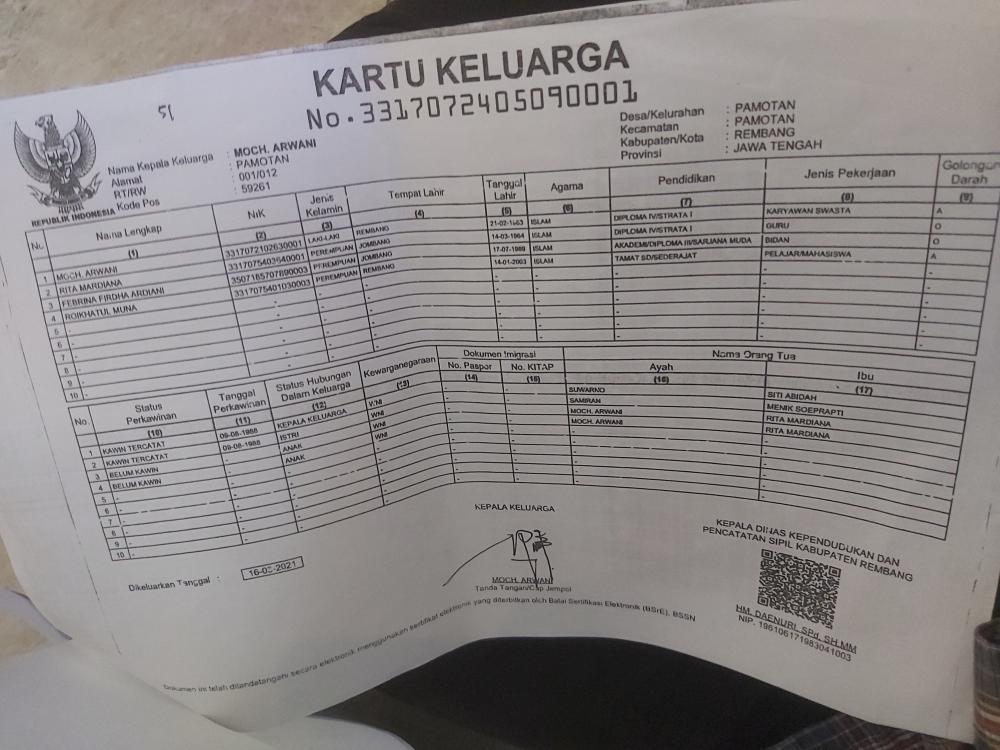 51
KARTU KELUARGA
No. 3317072405090001
REPUBLIK INDONESIA
Nama Kepala Keluarga : MOCH. ARWANI
Alamat : PAMOTAN
RT/RW : 001/012
Kode Pos : 59261
Desa/Kelurahan : PAMOTAN
Kecamatan : PAMOTAN
Kabupaten/Kota : REMBANG
Provinsi : JAWA TENGAH
No. Nama Lengkap NIK Jenis Kelamin Tempat Lahir Tanggal Lahir Agama Pendidikan Jenis Pekerjaan Golongan Darah
(1) (2) (3) (4) (5) (6) (7) (8) (9)
1 MOCH. ARWANI 3317072102630001 LAKI-LAKI REMBANG 21-02-1963 ISLAM DIPLOMA IV/STRATA I KARYAWAN SWASTA A
2 RITA MARDIANA 3317075403640001 PEREMPUAN JOMBANG 14-03-1964 ISLAM DIPLOMA IV/STRATA I GURU O
3 FEBRINA FIRDHA ARDIANI 3507185707890003 PEREMPUAN JOMBANG 17-07-1989 ISLAM AKADEMI/DIPLOMA III/SARJANA MUDA BIDAN O
4 ROIKHATUL MUNA 3317075401030003 PEREMPUAN REMBANG 14-01-2003 ISLAM TAMAT SD/SEDERAJAT PELAJAR/MAHASISWA A
5 - - - - - - - -
6 - - - - - - - -
7 - - - - - - - -
8 - - - - - - - -
9 - - - - - - - -
10 - - - - - - - -
No. Status Perkawinan Tanggal Perkawinan Status Hubungan Dalam Keluarga Kewarganegaraan Dokumen Imigrasi Nama Orang Tua
No. Paspor No. KITAP Ayah Ibu
(10) (11) (12) (13) (14) (15) (16) (17)
1 KAWIN TERCATAT 09-08-1988 KEPALA KELUARGA WNI - - SUWARNO SITI ABIDAH
2 KAWIN TERCATAT 09-08-1988 ISTRI WNI - - SAMIRAN MENIK SOEPRAPTI
3 BELUM KAWIN - ANAK WNI - - MOCH. ARWANI RITA MARDIANA
4 BELUM KAWIN - ANAK WNI - - MOCH. ARWANI RITA MARDIANA
5 - - - - - - - -
6 - - - - - - - -
7 - - - - - - - -
8 - - - - - - - -
9 - - - - - - - -
10 - - - - - - - -
Dikeluarkan Tanggal :
KEPALA KELUARGA
MOCH. ARWANI
Tanda Tangan/Cap Jempol
KEPALA DINAS KEPENDUDUKAN DAN
PENCATATAN SIPIL KABUPATEN REMBANG
HM. DAENURI, SPd, SH,MM
NIP. 196106171983041003
Dokumen ini telah ditandatangani secara elektronik menggunakan sertifikat elektronik yang diterbitkan oleh Balai Sertifikasi Elektronik (BSrE), BSSN